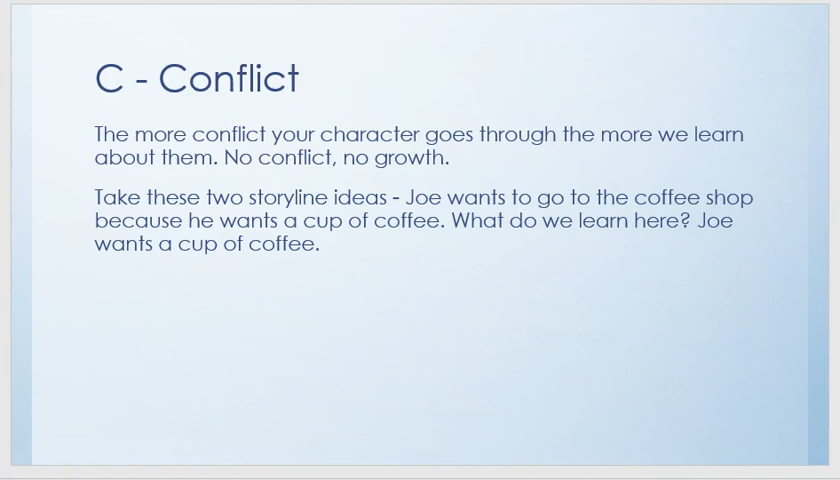 C - Conflict
The more conflict your character goes through the more we learn
about them. No conflict, no growth.
Take these two storyline ideas - Joe wants to go to the coffee shop
because he wants a cup of coffee. What do we learn here? Joe
wants a cup of coffee.